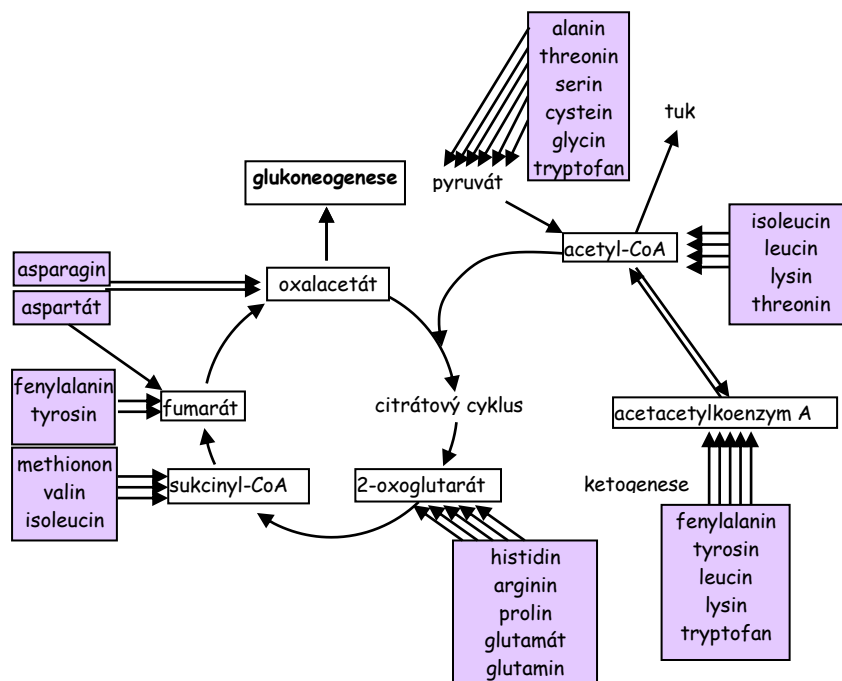 alanin
threonin
serin
cystein
glycin
tryptofan
tuk
glukoneogenese
pyruvát
isoleucin
leucin
lysin
threonin
acetyl-CoA
asparagin
aspartát
oxalacetát
fenylalanin
tyrosin
fumarát
citrátový cyklus
acetacetylkoenzym A
methionon
valin
isoleucin
sukcinyl-CoA
2-oxoglutarát
ketogenese
fenylalanin
tyrosin
leucin
lysin
tryptofan
histidin
arginin
prolin
glutamát
glutamin